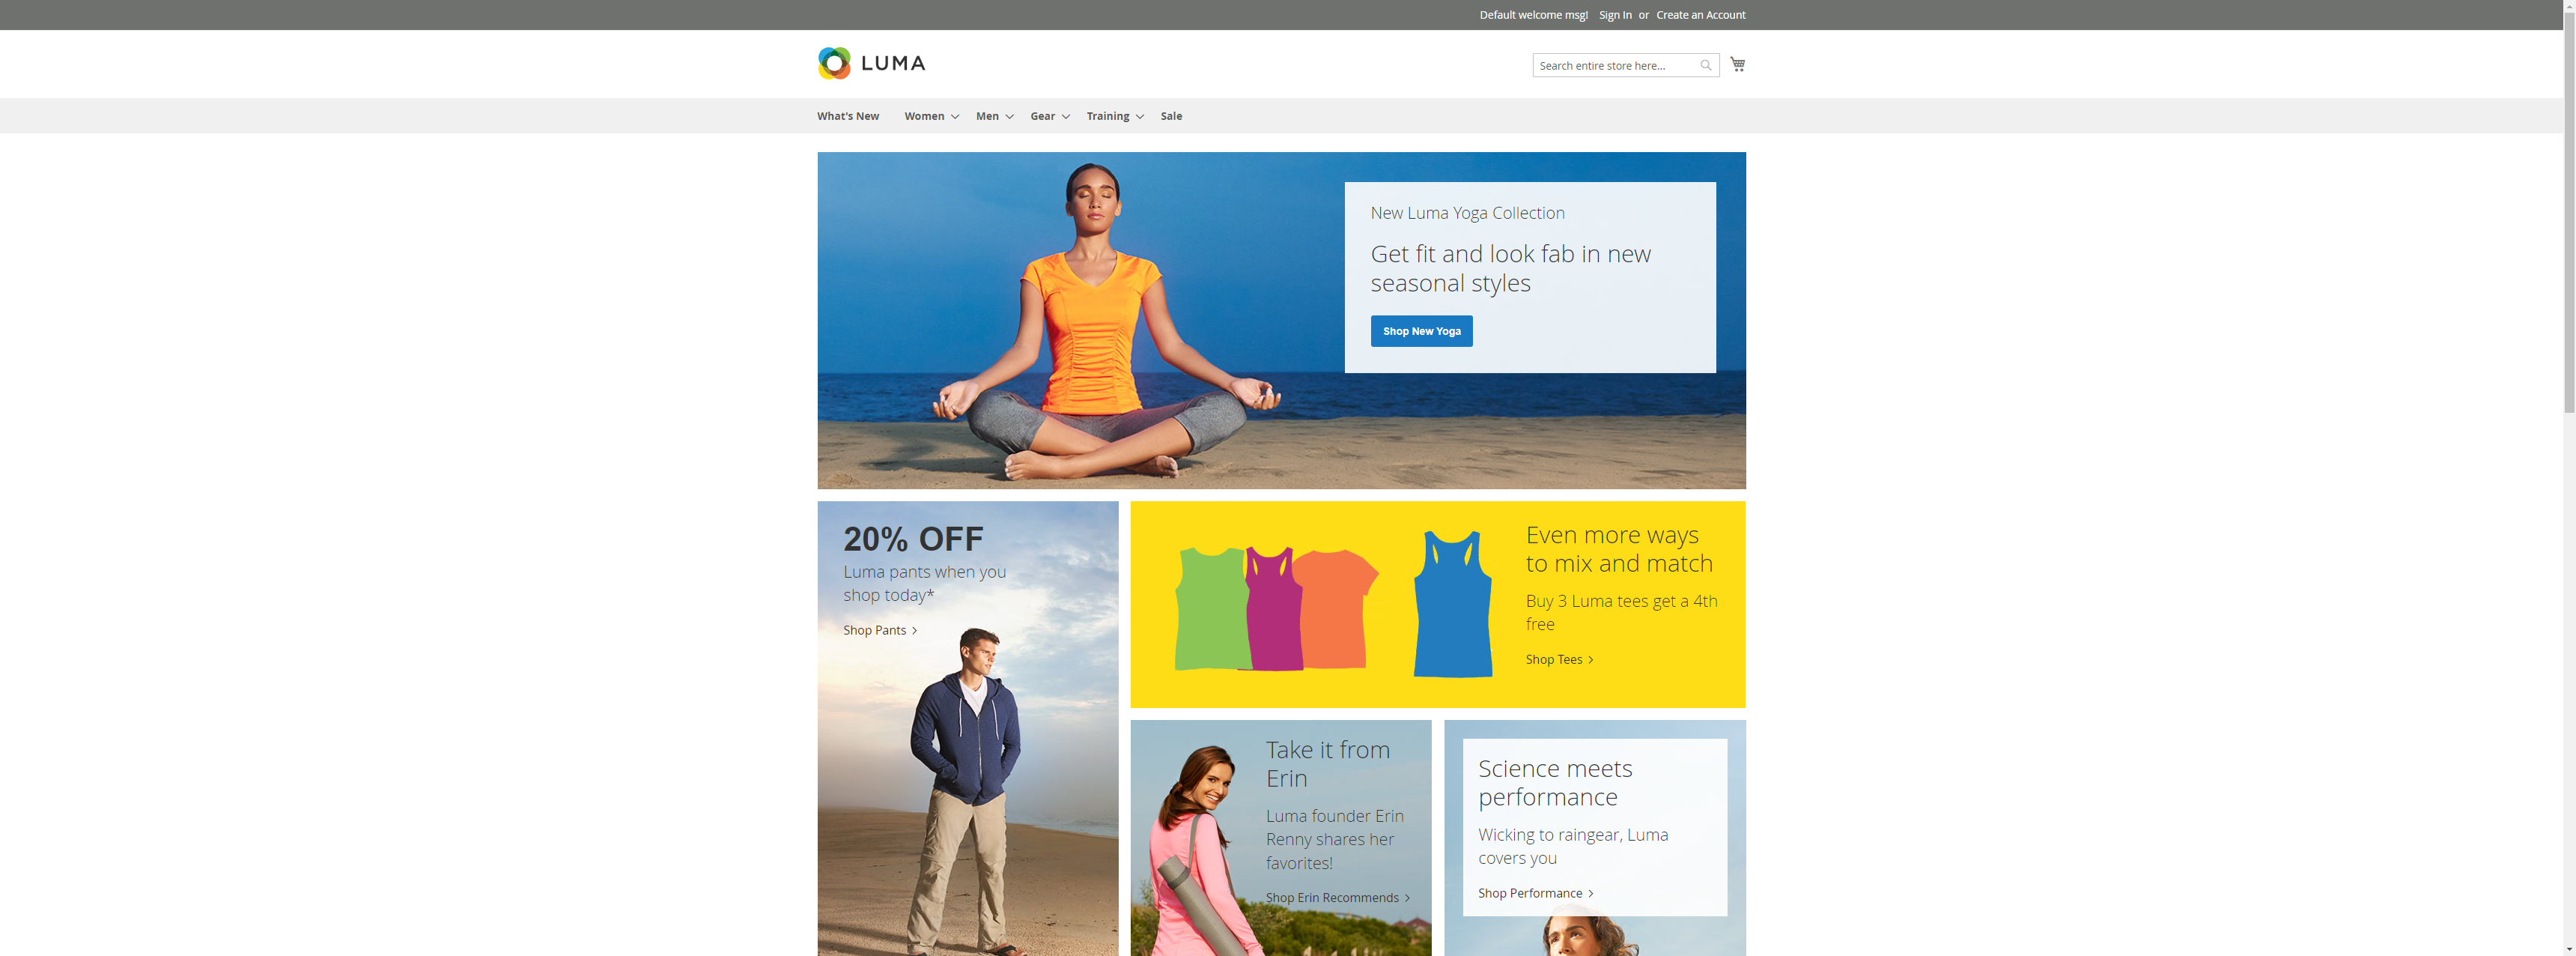 Default welcome msg! Sign In or Create an Account
LUMA
Search entire store here...
What's New Women Men Gear Training Sale
New Luma Yoga Collection
Get fit and look fab in new
seasonal styles
Shop New Yoga
20% OFF
Luma pants when you
shop today*
Shop Pants
Even more ways
to mix and match
Buy 3 Luma tees get a 4th
free
Shop Tees
Take it from
Erin
Luma founder Erin
Renny shares her
favorites!
Shop Erin Recommends
Science meets
performance
Wicking to raingear, Luma
covers you
Shop Performance